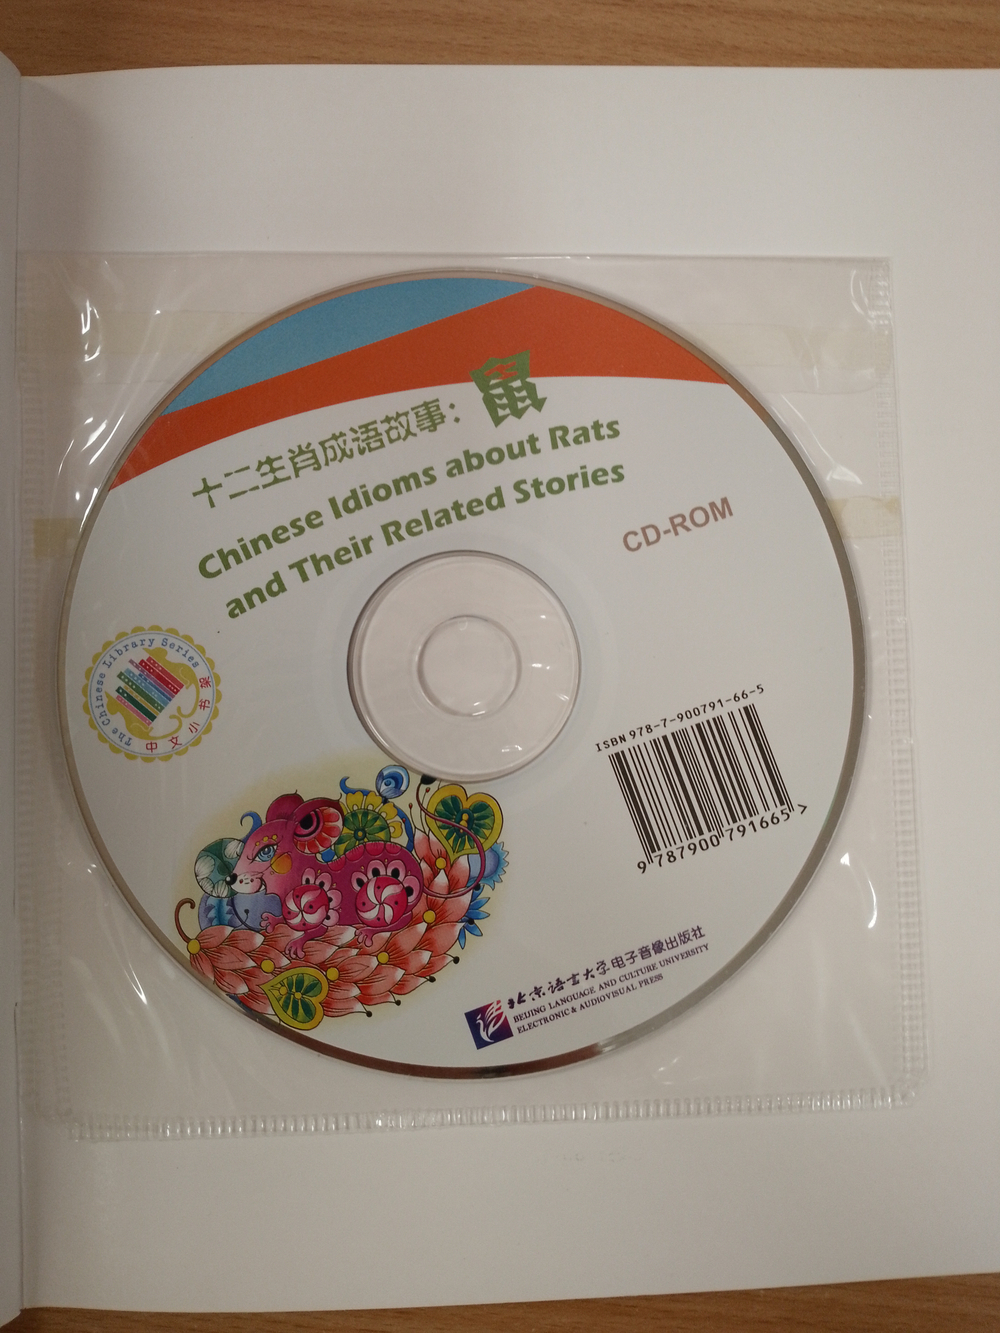 十二生肖成语故事：鼠
Chinese Idioms about Rats
and Their Related Stories
CD-ROM
The Chinese Library Series
中文小书架
ISBN 978-7-900791-66-5
9 787900 791665 >
语
北京语言大学电子音像出版社
BEIJING LANGUAGE AND CULTURE UNIVERSITY
ELECTRONIC & AUDIOVISUAL PRESS